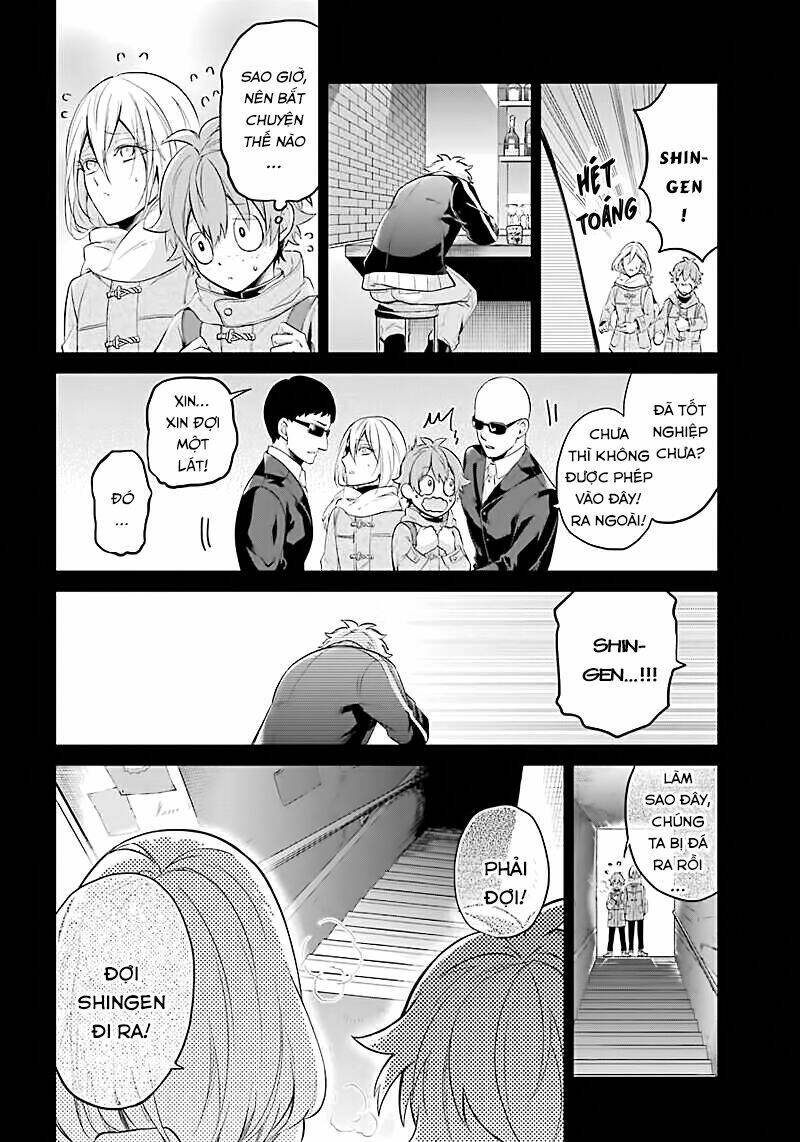 SHIN-
GEN
!
HÉT
TOÁNG
SAO GIỜ,
NÊN BẮT
CHUYỆN
THẾ NÀO
...
ĐÃ TỐT
NGHIỆP
CHƯA?
CHƯA
THÌ KHÔNG
ĐƯỢC PHÉP
VÀO ĐÂY!
RA NGOÀI!
XIN...
XIN ĐỢI
MỘT
LÁT!
ĐÓ
...
SHIN-
GEN...!!!
LÀM
SAO ĐÂY,
CHÚNG
TA BỊ ĐÁ
RA RỒI
...
PHẢI
ĐỢI!
ĐỢI
SHINGEN
ĐI RA!